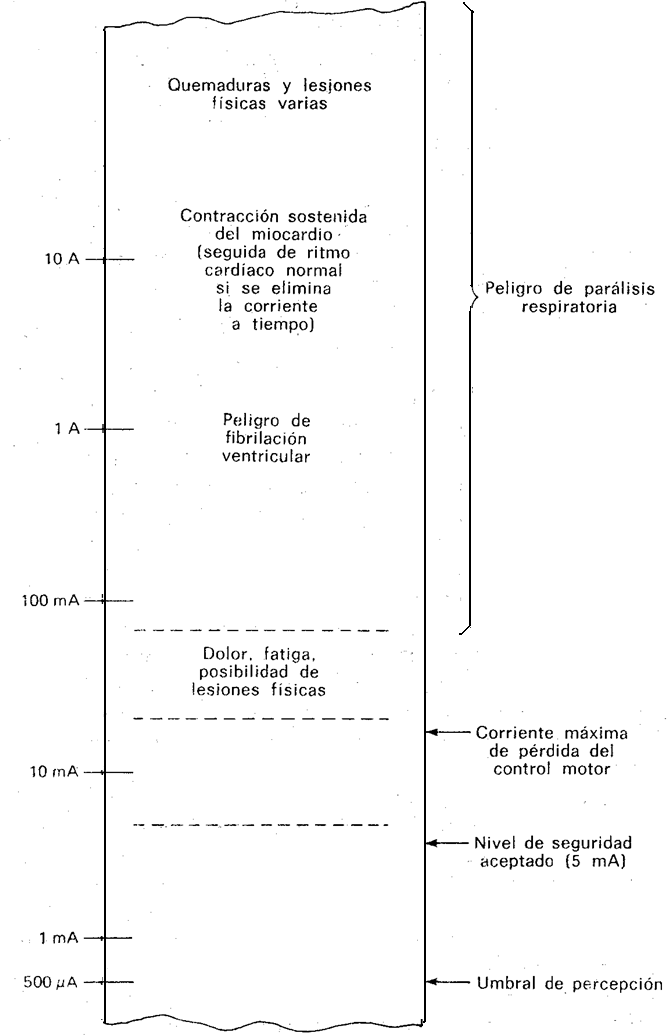 Quemaduras y lesiones
físicas varias
Contracción sostenida
del miocardio
(seguida de ritmo
cardíaco normal
si se elimina
la corriente
a tiempo)
10 A
Peligro de parálisis
respiratoria
1 A
Peligro de
fibrilación
ventricular
100 mA
Dolor, fatiga,
posibilidad de
lesiones físicas
Corriente máxima
de pérdida del
control motor
10 mA
Nivel de seguridad
aceptado (5 mA)
1 mA
500 μA
Umbral de percepción